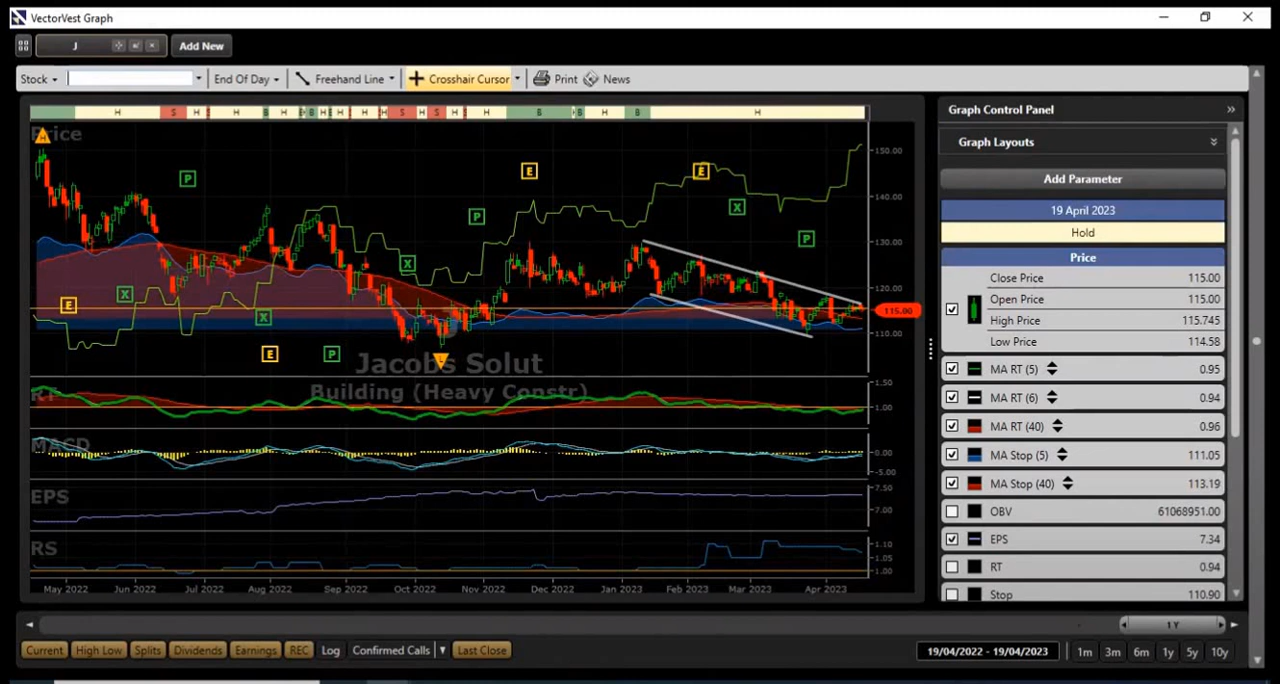 VectorVest Graph
J
Add New
Stock
End Of Day
Freehand Line
Crosshair Cursor
Print
News
H S H S H B H B H S H S H S H B B H B H
Price
150.00
140.00
130.00
120.00
115.00
110.00
H
E
X
P
X
E
P
X
L
P
E
E
X
P
Jacobs Solut
Building (Heavy Constr)
RT
1.50
1.00
MACD
0.00
-5.00
EPS
7.50
7.00
RS
1.10
1.05
1.00
May 2022 Jun 2022 Jul 2022 Aug 2022 Sep 2022 Oct 2022 Nov 2022 Dec 2022 Jan 2023 Feb 2023 Mar 2023 Apr 2023
Graph Control Panel
Graph Layouts
Add Parameter
19 April 2023
Hold
Price
Close Price 115.00
Open Price 115.00
High Price 115.745
Low Price 114.58
MA RT (5) 0.95
MA RT (6) 0.94
MA RT (40) 0.96
MA Stop (5) 111.05
MA Stop (40) 113.19
OBV 61068951.00
EPS 7.34
RT 0.94
Stop 110.90
1Y
Current High Low Splits Dividends Earnings REC Log Confirmed Calls Last Close
19/04/2022 - 19/04/2023
1m 3m 6m 1y 5y 10y